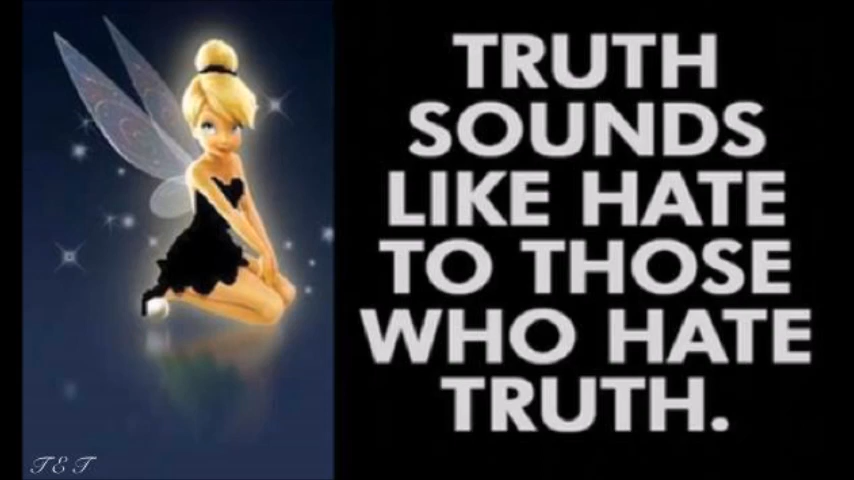 TRUTH
SOUNDS
LIKE HATE
TO THOSE
WHO HATE
TRUTH.
T&T